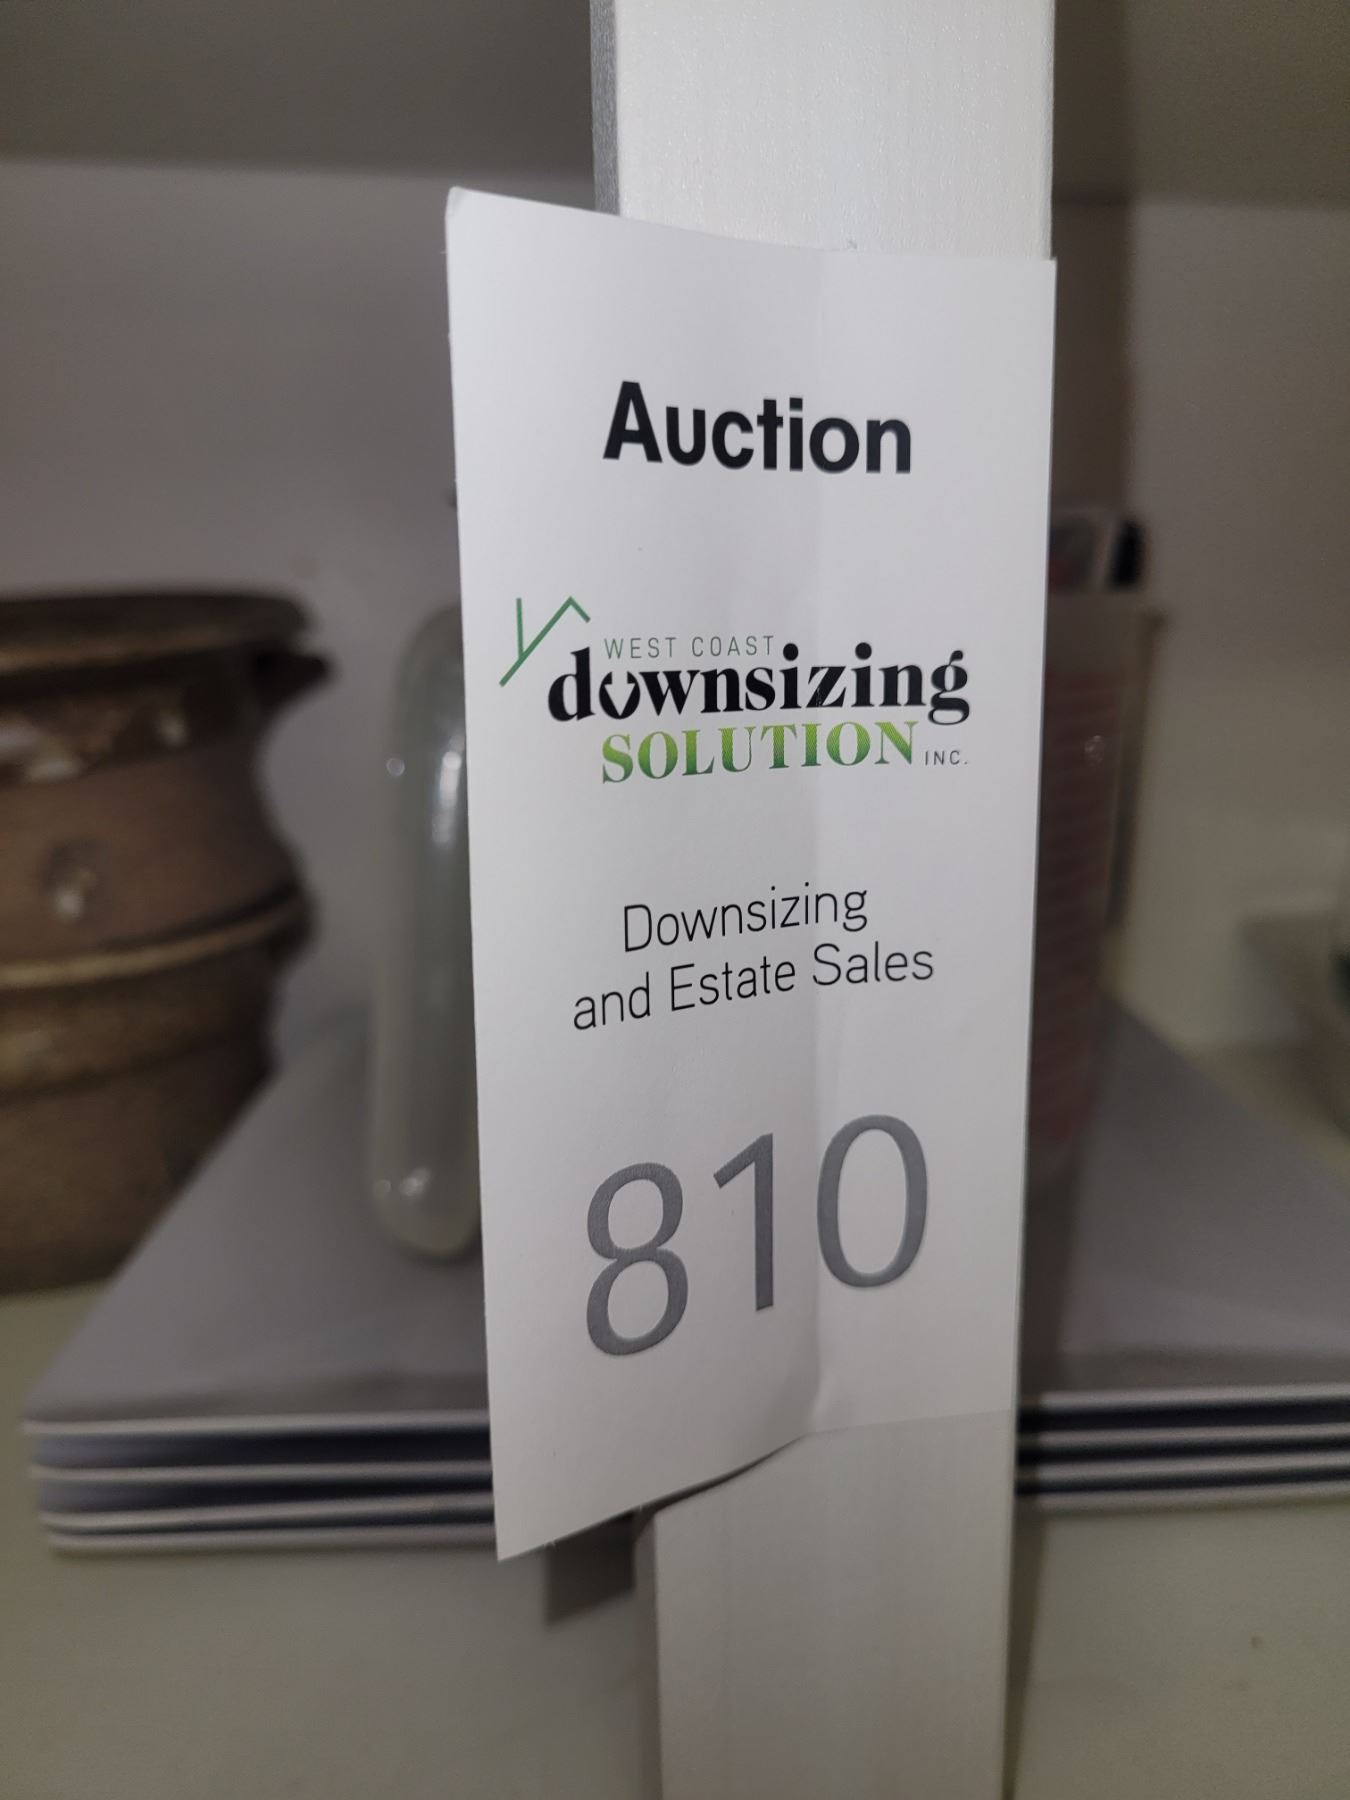 Auction
WEST COAST
downsizing
SOLUTION INC.
Downsizing
and Estate Sales
810